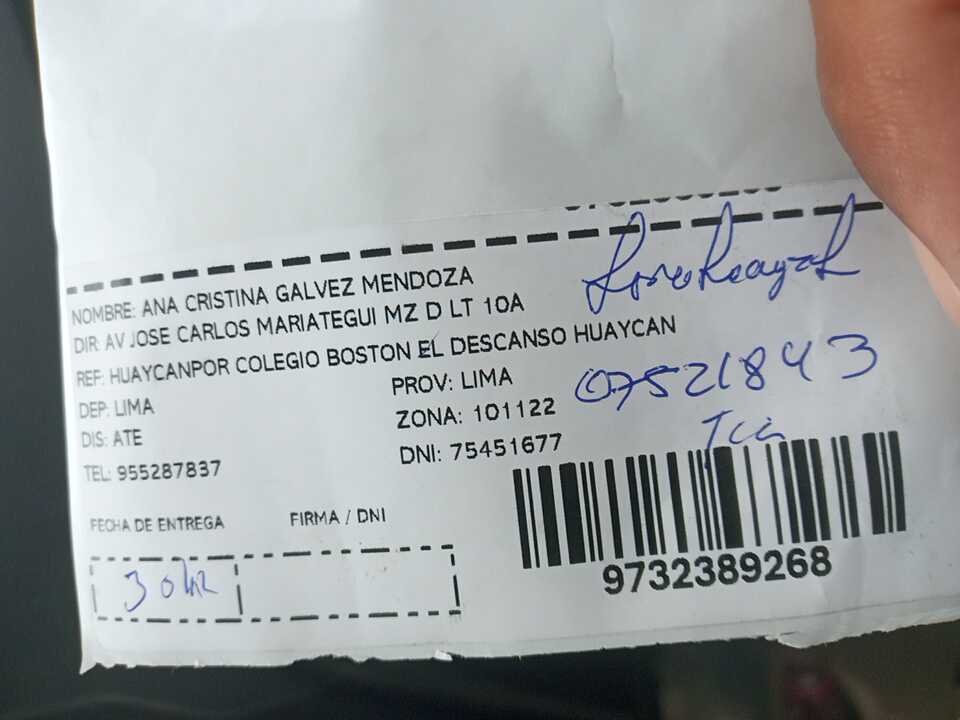 NOMBRE: ANA CRISTINA GALVEZ MENDOZA
DIR: AV JOSE CARLOS MARIATEGUI MZ D LT 10A
REF: HUAYCANPOR COLEGIO BOSTON EL DESCANSO HUAYCAN
DEP: LIMA PROV: LIMA
DIS: ATE ZONA: 101122
TEL: 955287837 DNI: 75451677
07521843
FECHA DE ENTREGA FIRMA / DNI
9732389268